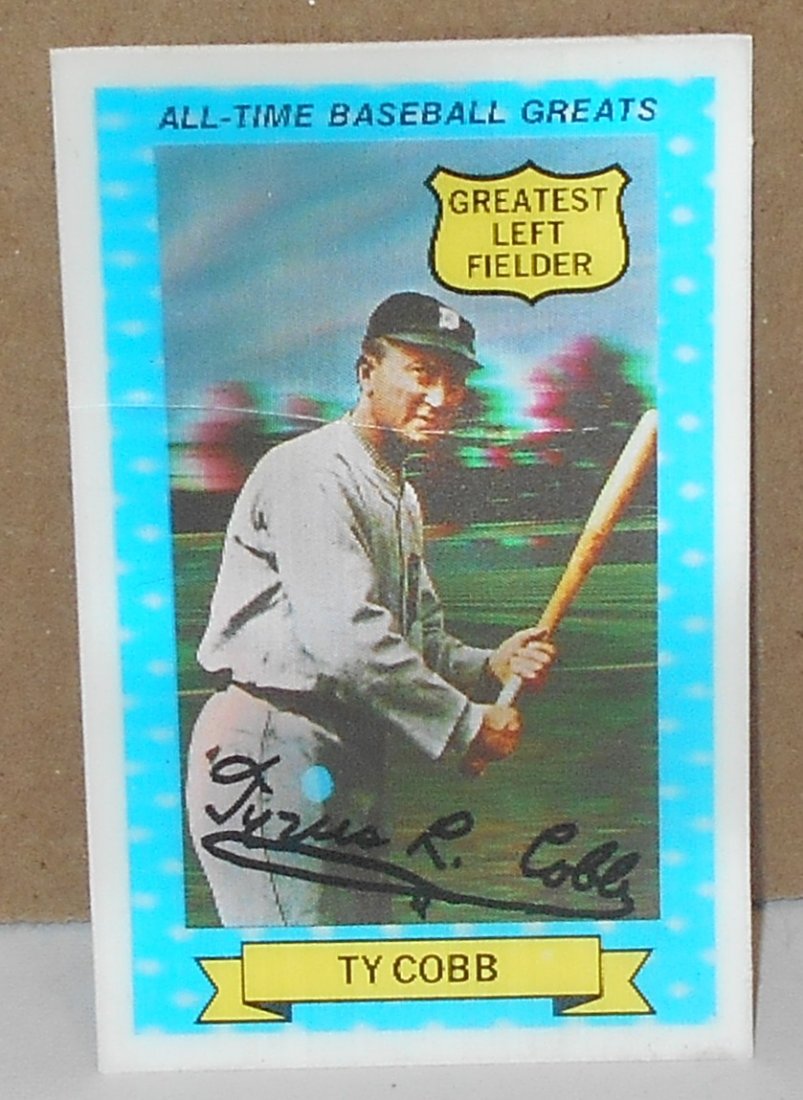 ALL-TIME BASEBALL GREATS
GREATEST
LEFT
FIELDER
Tyrus R. Cobb
TY COBB